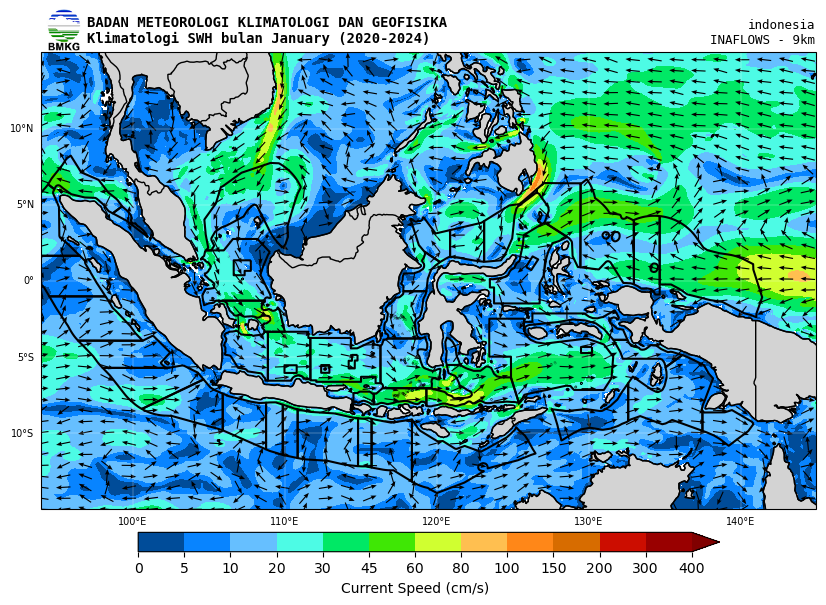 BADAN METEOROLOGI KLIMATOLOGI DAN GEOFISIKA
Klimatologi SWH bulan January (2020-2024)
BMKG
indonesia
INAFLOWS - 9km
10°N
5°N
0°
5°S
10°S
100°E 110°E 120°E 130°E 140°E
0 5 10 20 30 45 60 80 100 150 200 300 400
Current Speed (cm/s)